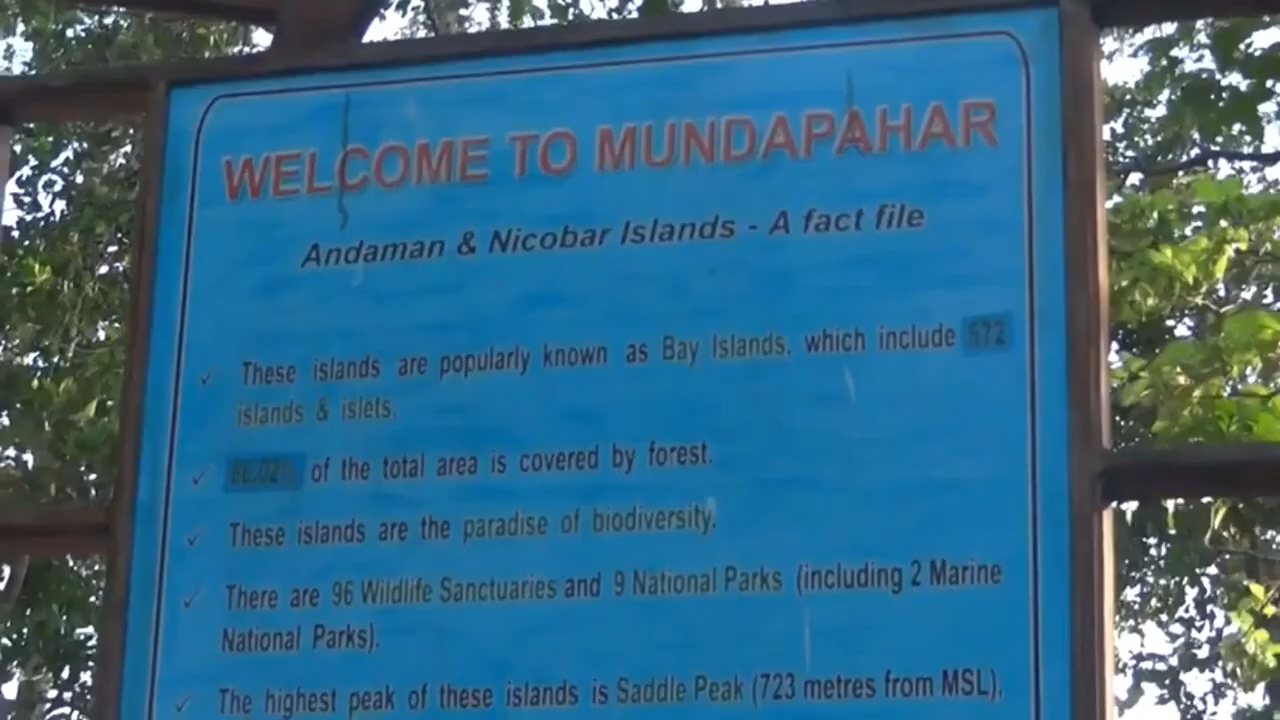 WELCOME TO MUNDAPAHAR
Andaman & Nicobar Islands - A fact file
✓ These islands are popularly known as Bay Islands, which include 572
islands & islets.
✓ of the total area is covered by forest.
✓ These islands are the paradise of biodiversity.
✓ There are 96 Wildlife Sanctuaries and 9 National Parks (including 2 Marine
National Parks).
✓ The highest peak of these islands is Saddle Peak (723 metres from MSL),